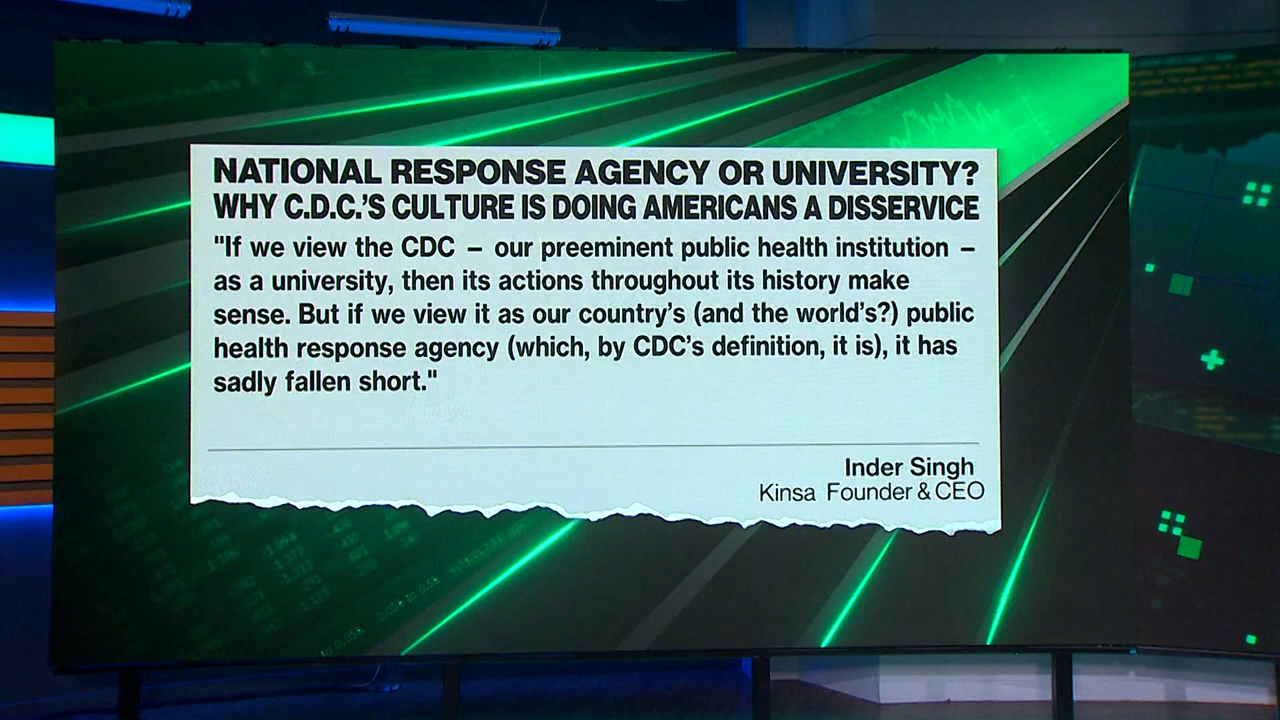 NATIONAL RESPONSE AGENCY OR UNIVERSITY?
WHY C.D.C.'S CULTURE IS DOING AMERICANS A DISSERVICE
"If we view the CDC – our preeminent public health institution –
as a university, then its actions throughout its history make
sense. But if we view it as our country's (and the world's?) public
health response agency (which, by CDC's definition, it is), it has
sadly fallen short."
Inder Singh
Kinsa Founder & CEO